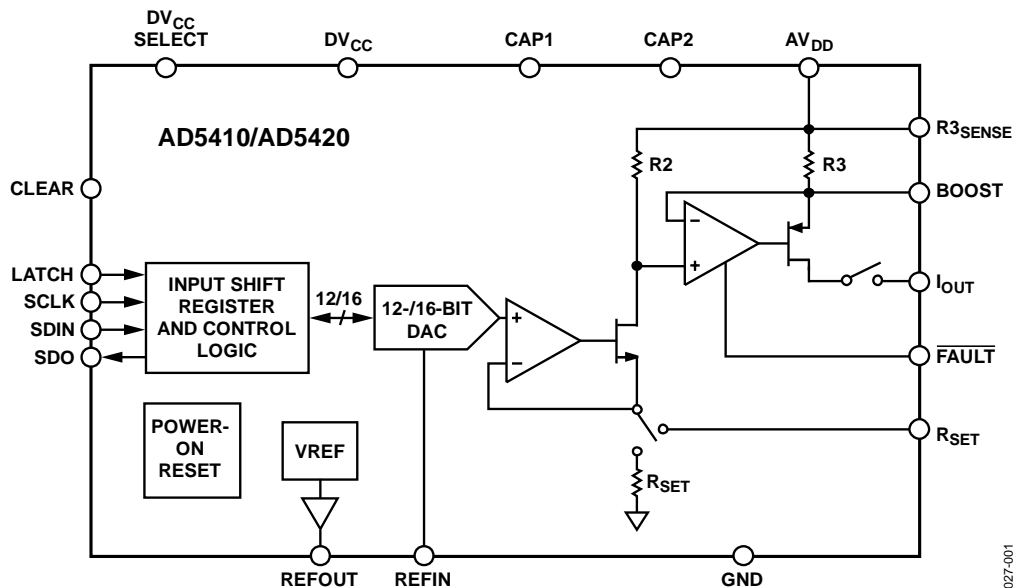 DVCC SELECT
DVCC
CAP1
CAP2
AVDD
AD5410/AD5420
R2
R3
R3SENSE
BOOST
CLEAR
LATCH
SCLK
SDIN
SDO
INPUT SHIFT
REGISTER
AND CONTROL
LOGIC
12/16
12-/16-BIT
DAC
+
–
–
+
IOUT
FAULT
RSET
RSET
POWER-
ON
RESET
VREF
REFOUT
REFIN
GND
027-001